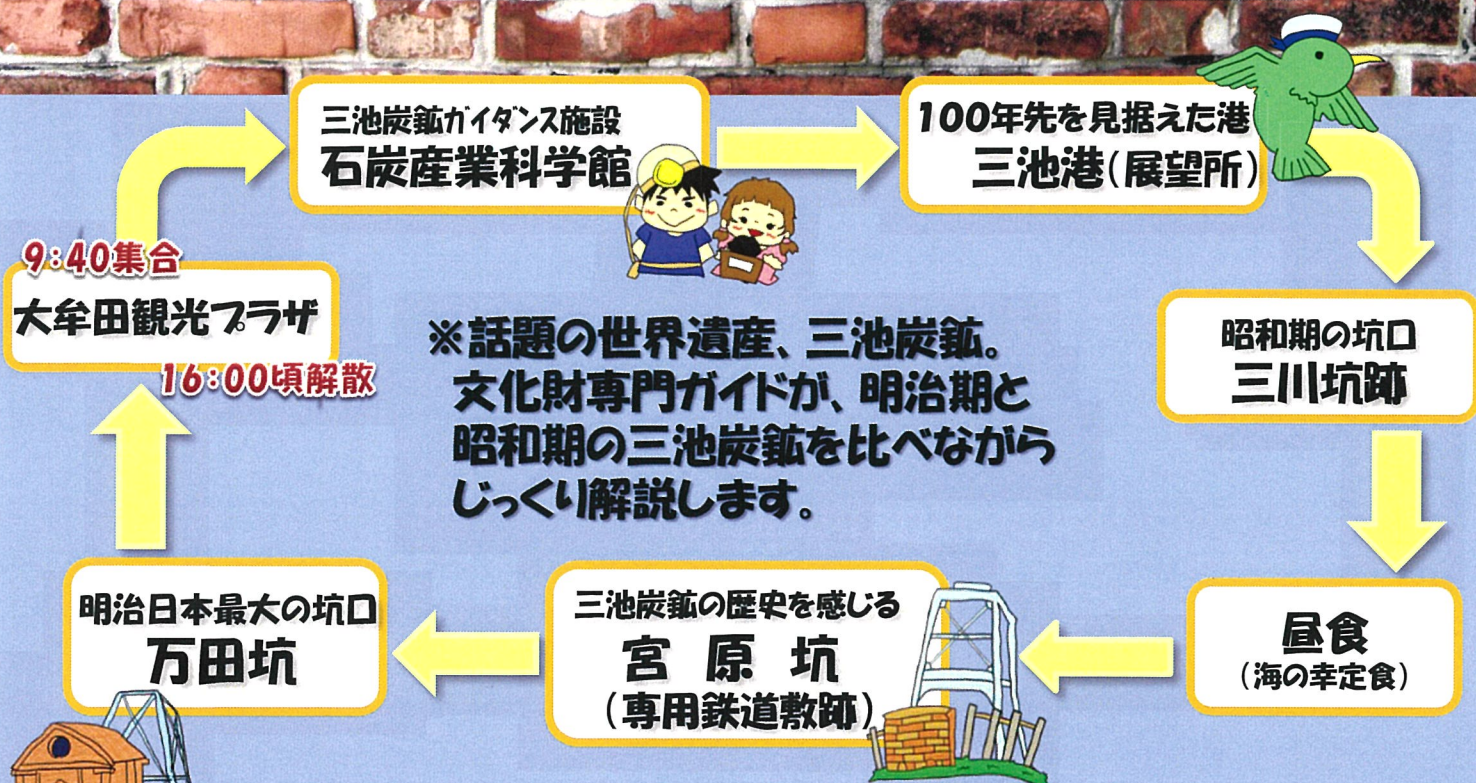 9:40集合
大牟田観光プラザ
16:00頃解散
三池炭鉱ガイダンス施設
石炭産業科学館
100年先を見据えた港
三池港(展望所)
昭和期の坑口
三川坑跡
昼食
(海の幸定食)
三池炭鉱の歴史を感じる
宮原坑
(専用鉄道敷跡)
明治日本最大の坑口
万田坑
※話題の世界遺産、三池炭鉱。
文化財専門ガイドが、明治期と
昭和期の三池炭鉱を比べながら
じっくり解説します。